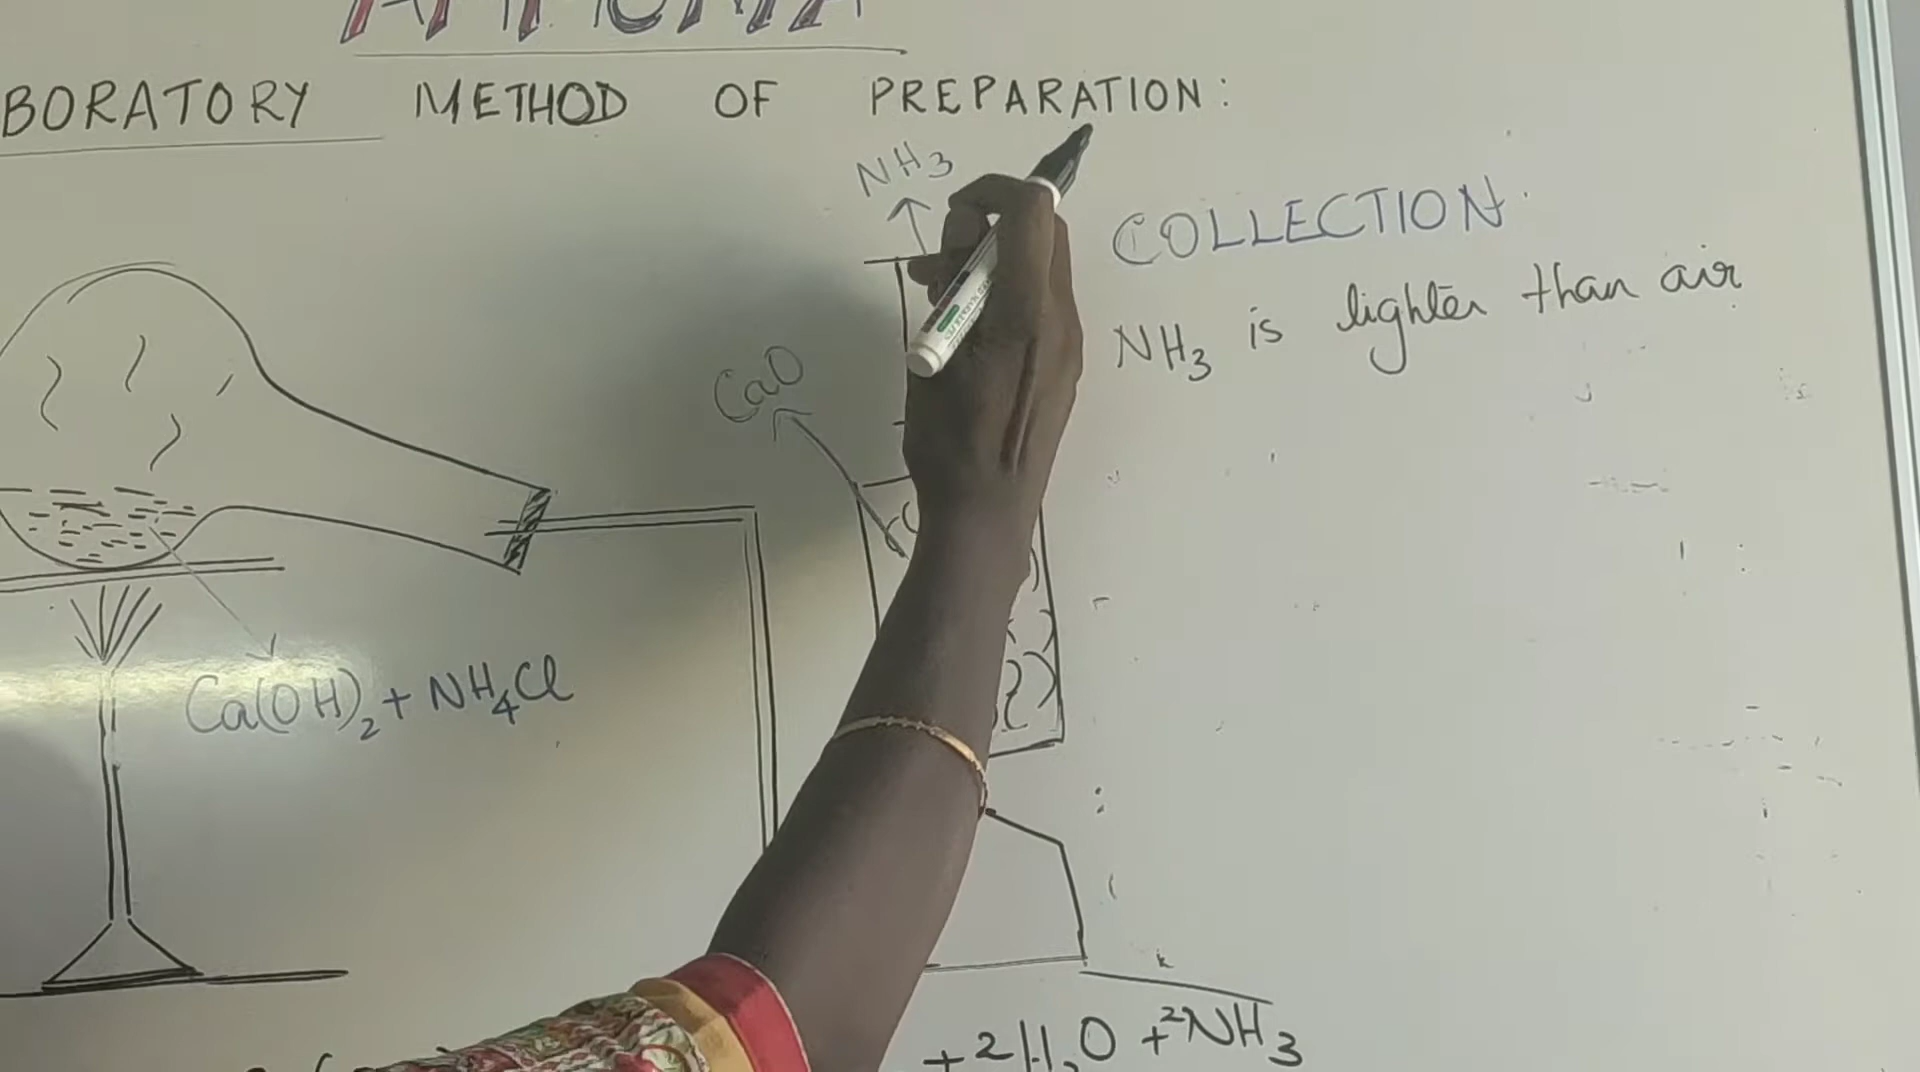 BORATORY METHOD OF PREPARATION:
NH3
COLLECTION
NH3 is lighter than air
CaO
Ca(OH)2 + NH4Cl
+ 2H2O + 2NH3